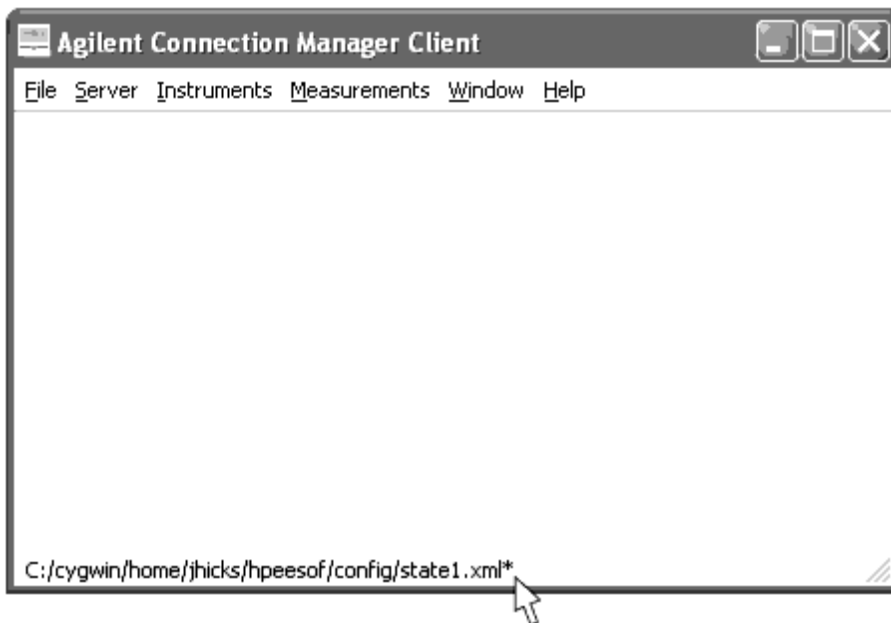 Agilent Connection Manager Client
File Server Instruments Measurements Window Help
C:/cygwin/home/jhicks/hpeesof/config/state1.xml*